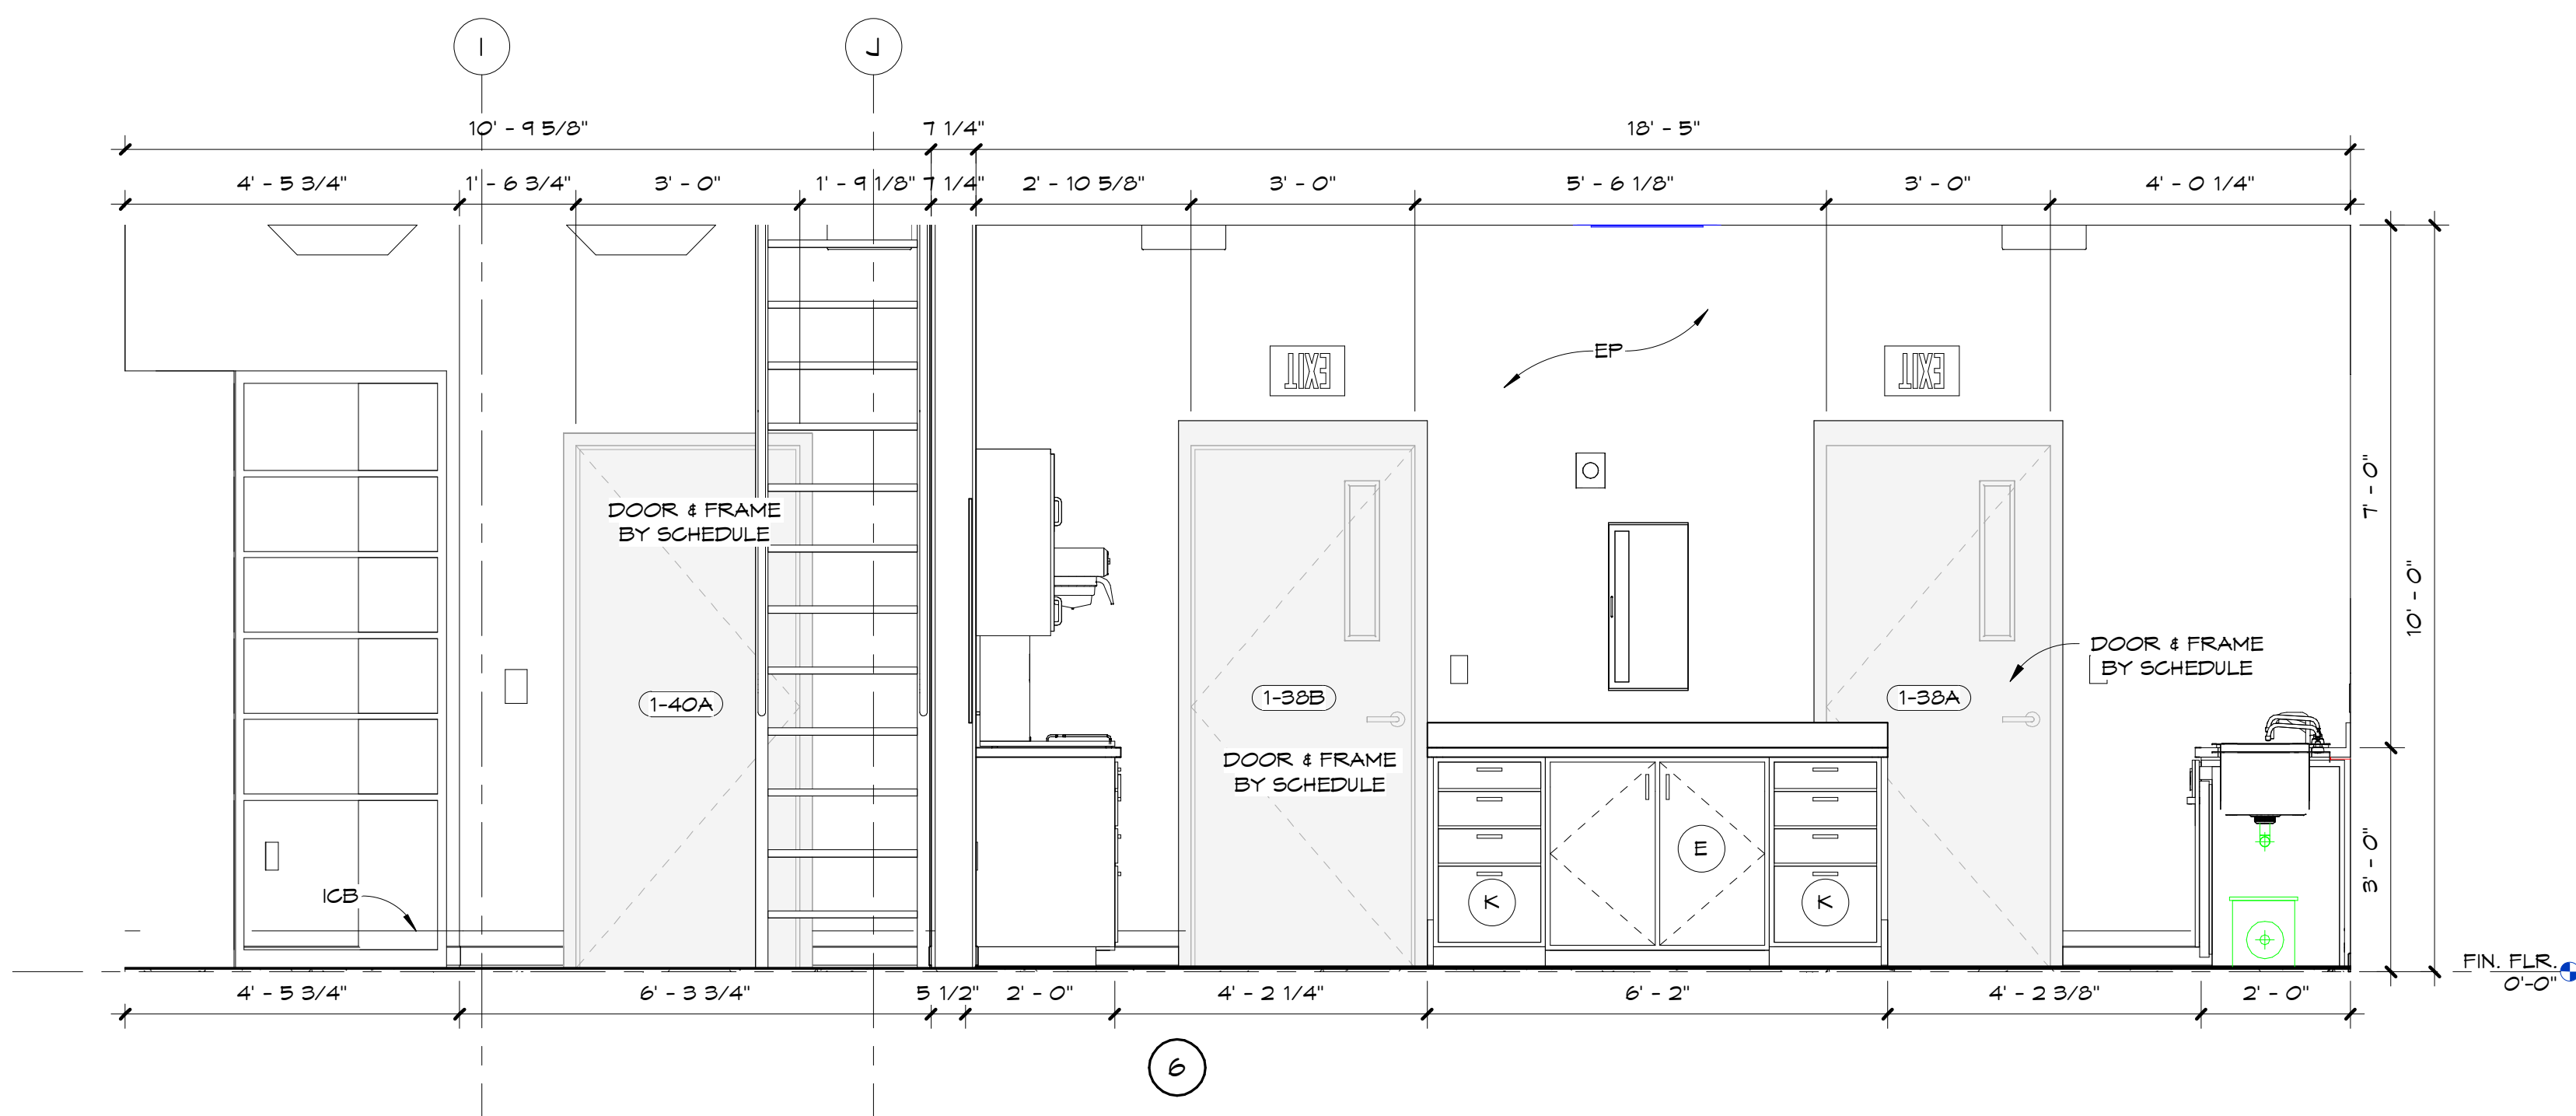 I
J
10' - 9 5/8"
7 1/4"
18' - 5"
4' - 5 3/4"
1' - 6 3/4"
3' - 0"
1' - 9 1/8"
7 1/4"
2' - 10 5/8"
3' - 0"
5' - 6 1/8"
3' - 0"
4' - 0 1/4"
EP
EXIT
EXIT
7' - 0"
10' - 0"
DOOR & FRAME
BY SCHEDULE
DOOR & FRAME
BY SCHEDULE
1-40A
1-38B
1-38A
DOOR & FRAME
BY SCHEDULE
E
K
K
3' - 0"
ICB
FIN. FLR.
0'-0"
4' - 5 3/4"
6' - 3 3/4"
5 1/2"
2' - 0"
4' - 2 1/4"
6' - 2"
4' - 2 3/8"
2' - 0"
6